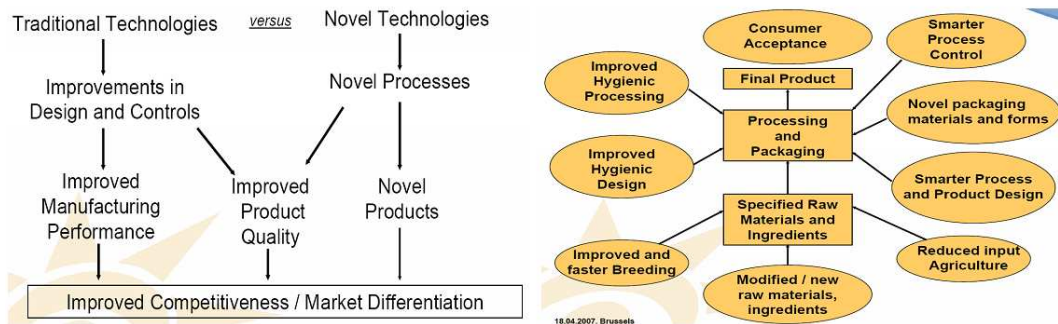 Traditional Technologies
versus
Novel Technologies
Improvements in
Design and Controls
Novel Processes
Improved
Manufacturing
Performance
Improved
Product
Quality
Novel
Products
Improved Competitiveness / Market Differentiation
Consumer
Acceptance
Smarter
Process
Control
Improved
Hygienic
Processing
Final Product
Novel packaging
materials and forms
Processing
and
Packaging
Improved
Hygienic
Design
Smarter Process
and Product Design
Specified Raw
Materials and
Ingredients
Improved and
faster Breeding
Reduced input
Agriculture
Modified / new
raw materials,
ingredients
18.04.2007. Brussels